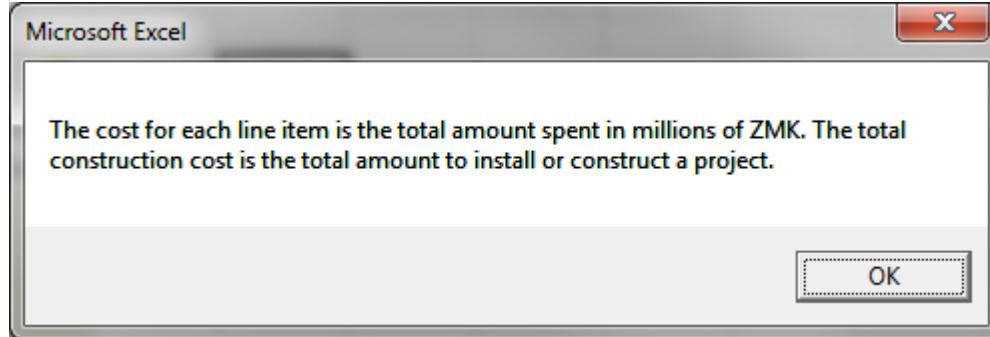 Microsoft Excel
The cost for each line item is the total amount spent in millions of ZMK. The total
construction cost is the total amount to install or construct a project.
OK